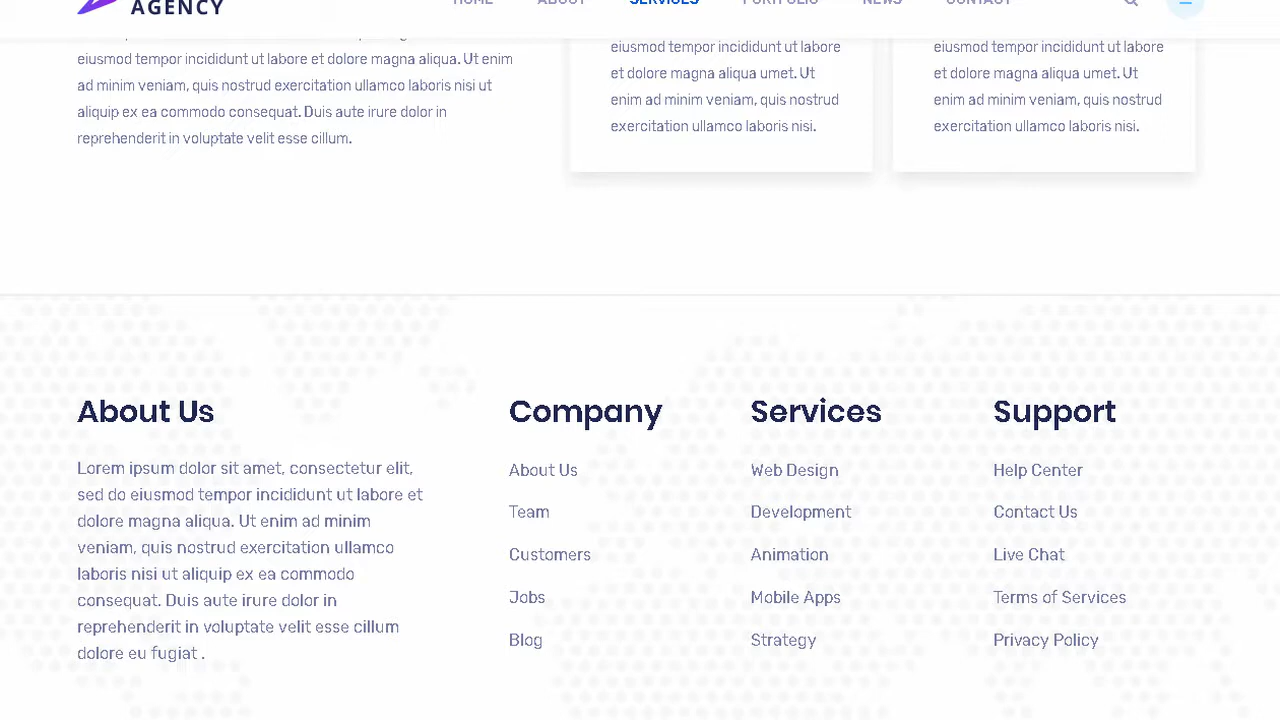 AGENCY
HOME ABOUT SERVICES PORTFOLIO NEWS CONTACT
eiusmod tempor incididunt ut labore et dolore magna aliqua. Ut enim
ad minim veniam, quis nostrud exercitation ullamco laboris nisi ut
aliquip ex ea commodo consequat. Duis aute irure dolor in
reprehenderit in voluptate velit esse cillum.
eiusmod tempor incididunt ut labore
et dolore magna aliqua umet. Ut
enim ad minim veniam, quis nostrud
exercitation ullamco laboris nisi.
eiusmod tempor incididunt ut labore
et dolore magna aliqua umet. Ut
enim ad minim veniam, quis nostrud
exercitation ullamco laboris nisi.
About Us
Lorem ipsum dolor sit amet, consectetur elit,
sed do eiusmod tempor incididunt ut labore et
dolore magna aliqua. Ut enim ad minim
veniam, quis nostrud exercitation ullamco
laboris nisi ut aliquip ex ea commodo
consequat. Duis aute irure dolor in
reprehenderit in voluptate velit esse cillum
dolore eu fugiat .
Company
About Us
Team
Customers
Jobs
Blog
Services
Web Design
Development
Animation
Mobile Apps
Strategy
Support
Help Center
Contact Us
Live Chat
Terms of Services
Privacy Policy